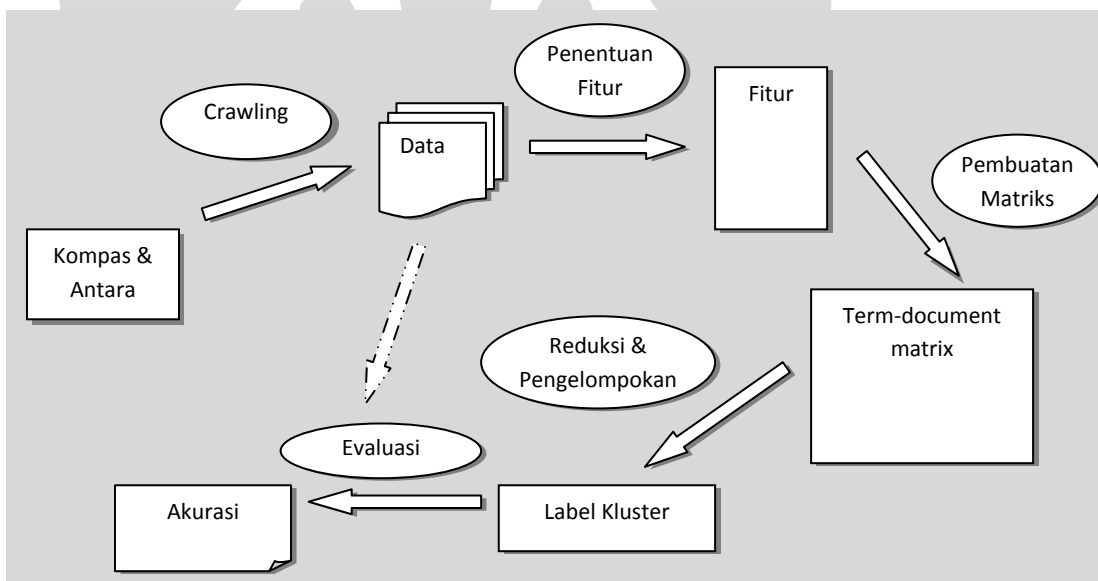 Penentuan
Fitur
Crawling
Data
Fitur
Pembuatan
Matriks
Kompas &
Antara
Term-document
matrix
Reduksi &
Pengelompokan
Evaluasi
Akurasi
Label Kluster